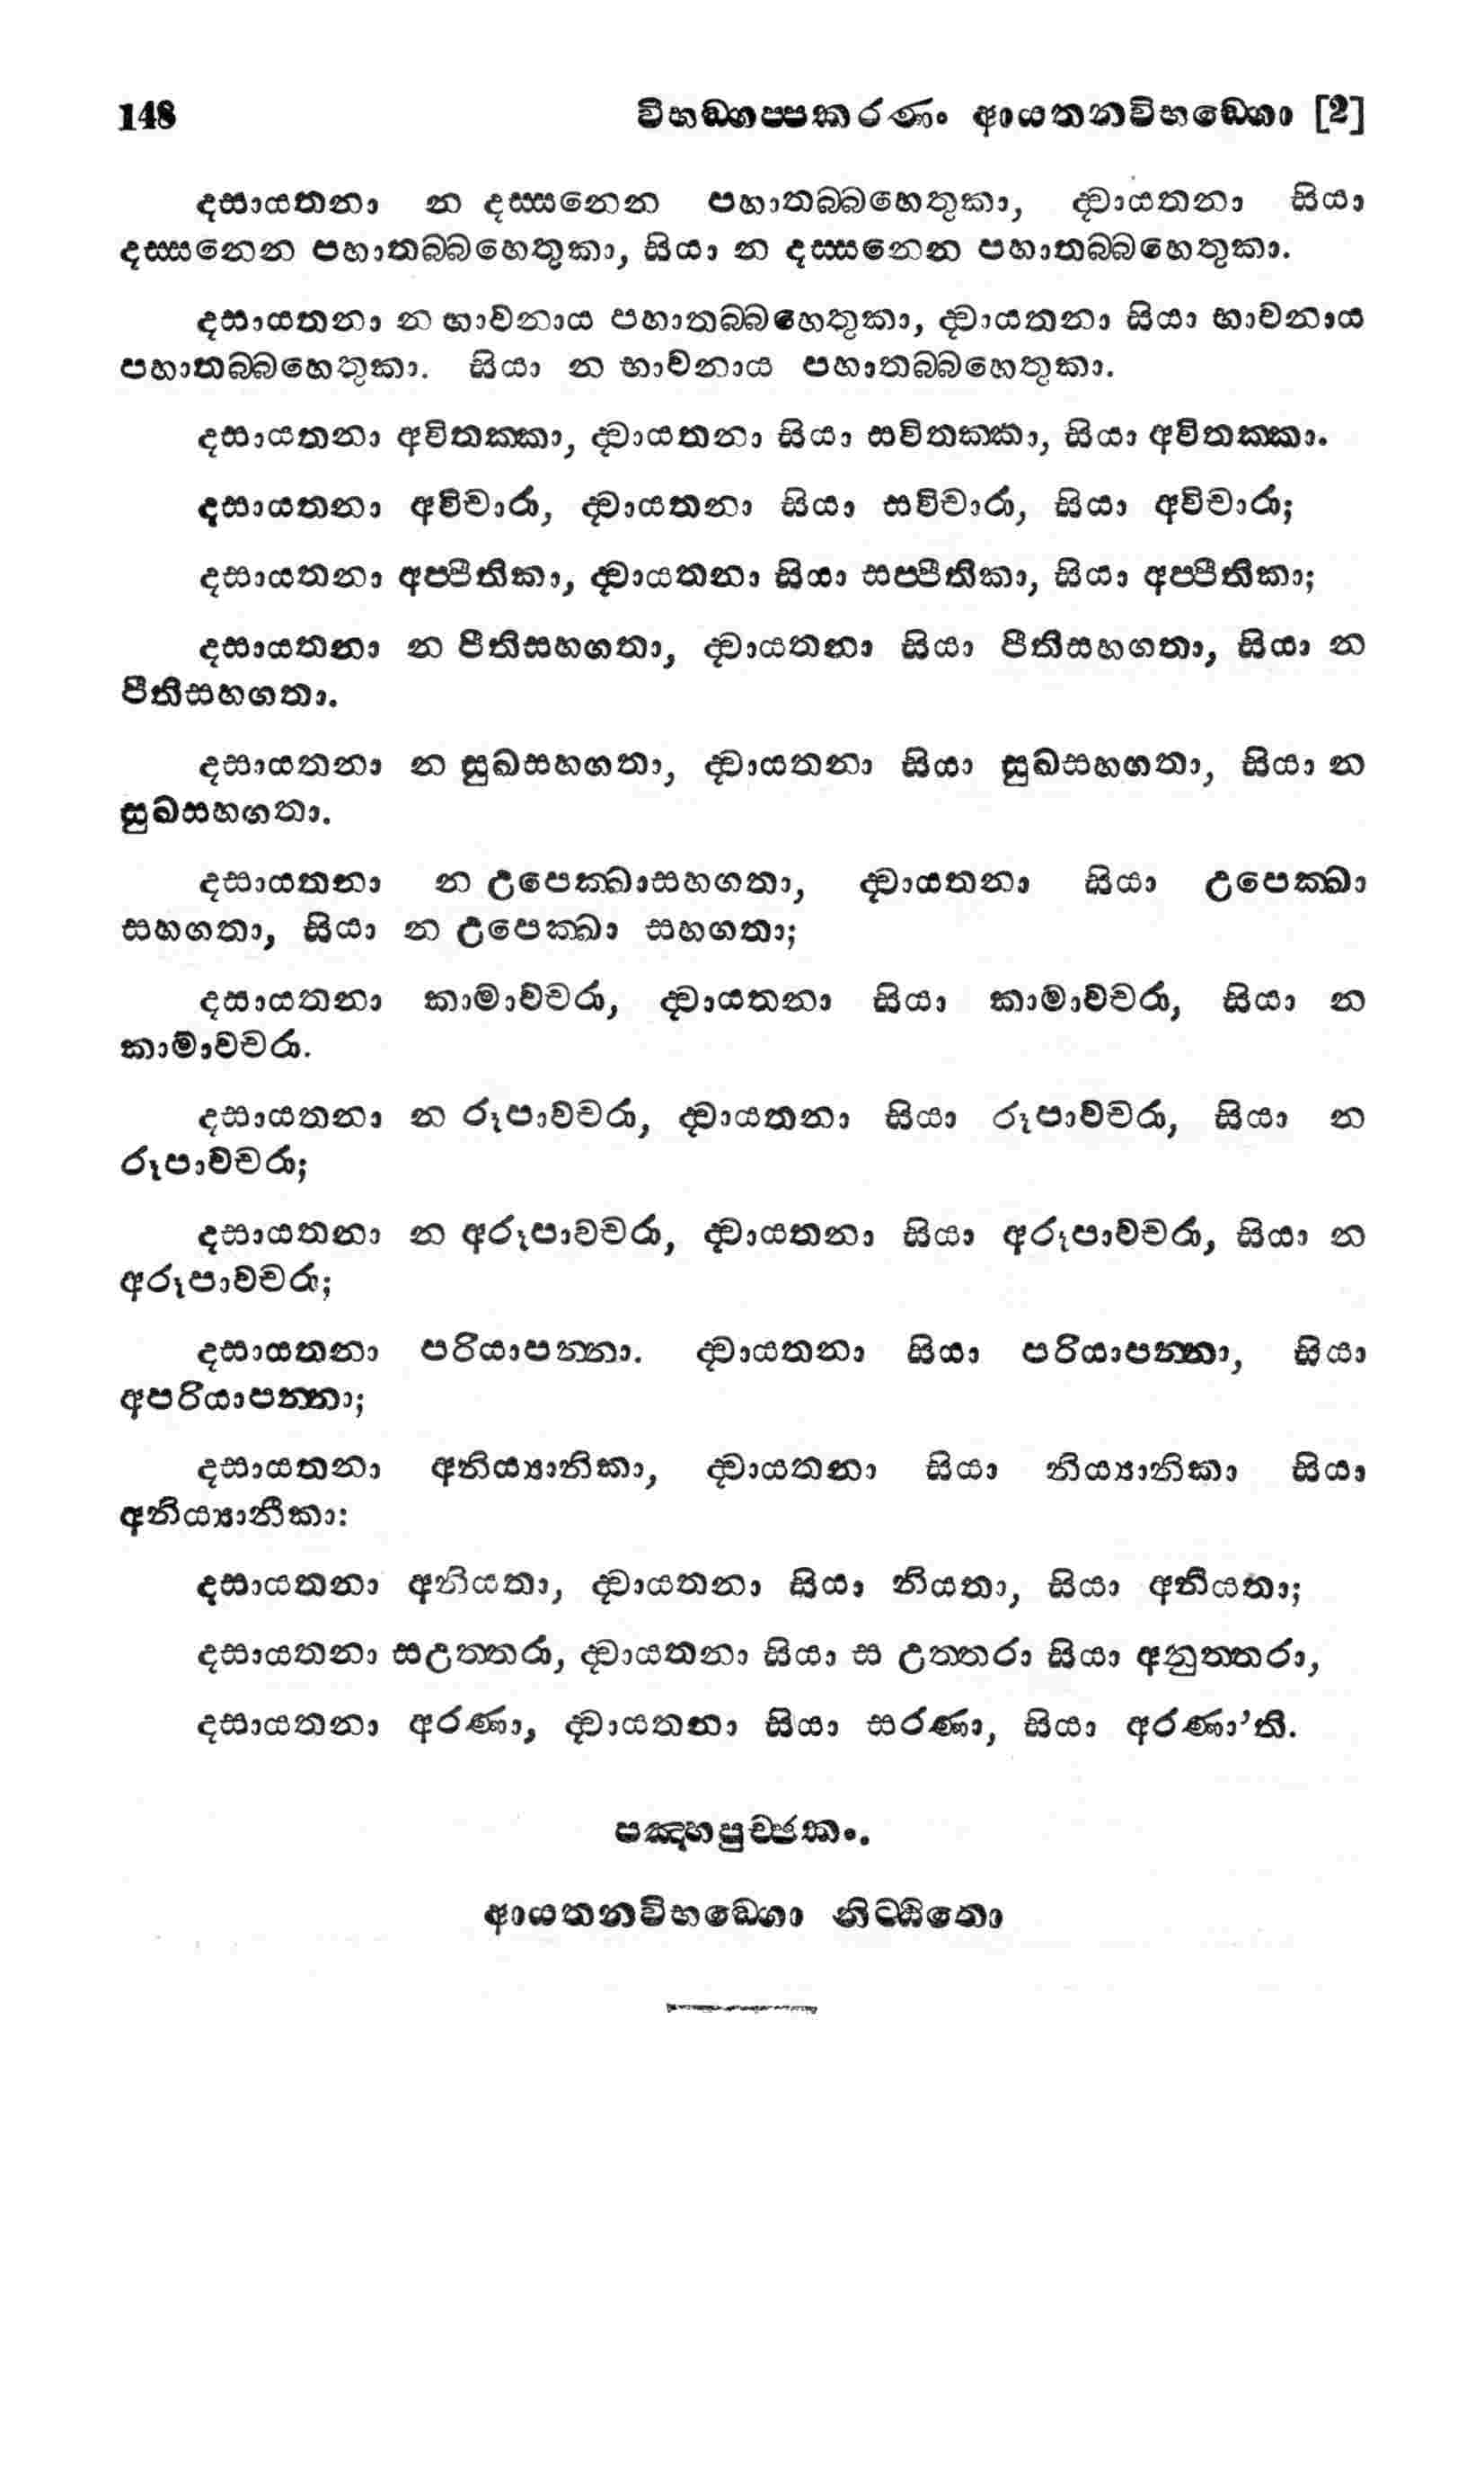 148 විභඞ්ගප්පකරණං ආයතනවිභඞ්ගො [2]
දසායතනා න දස්සනෙන පහාතබ්බහෙතුකා, ද්වායතනා සියා
දස්සනෙන පහාතබ්බහෙතුකා, සියා න දස්සනෙන පහාතබ්බහෙතුකා.
දසායතනා න භාවනාය පහාතබ්බහෙතුකා, ද්වායතනා සියා භාවනාය
පහාතබ්බහෙතුකා. සියා න භාවනාය පහාතබ්බහෙතුකා.
දසායතනා අවිතක්කා, ද්වායතනා සියා සවිතක්කා, සියා අවිතක්කා.
දසායතනා අවිචාරා, ද්වායතනා සියා සවිචාරා, සියා අවිචාරා;
දසායතනා අප්පීතිකා, ද්වායතනා සියා සප්පීතිකා, සියා අප්පීතිකා;
දසායතනා න පීතිසහගතා, ද්වායතනා සියා පීතිසහගතා, සියා න
පීතිසහගතා.
දසායතනා න සුඛසහගතා, ද්වායතනා සියා සුඛසහගතා, සියා න
සුඛසහගතා.
දසායතනා න උපෙක්ඛාසහගතා, ද්වායතනා සියා උපෙක්ඛා
සහගතා, සියා න උපෙක්ඛා සහගතා;
දසායතනා කාමාවචරා, ද්වායතනා සියා කාමාවචරා, සියා න
කාමාවචරා.
දසායතනා න රූපාවචරා, ද්වායතනා සියා රූපාවචරා, සියා න
රූපාවචරා;
දසායතනා න අරූපාවචරා, ද්වායතනා සියා අරූපාවචරා, සියා න
අරූපාවචරා;
දසායතනා පරියාපන්නා. ද්වායතනා සියා පරියාපන්නා, සියා
අපරියාපන්නා;
දසායතනා අනිය්‍යානිකා, ද්වායතනා සියා නිය්‍යානිකා සියා
අනිය්‍යානීකා:
දසායතනා අනියතා, ද්වායතනා සියා නියතා, සියා අනියතා;
දසායතනා සඋත්තරා, ද්වායතනා සියා ස උත්තරා සියා අනුත්තරා,
දසායතනා අරණා, ද්වායතනා සියා සරණා, සියා අරණා’ති.
පඤ්හපුච්ඡකං.
ආයතනවිභඞ්ගො නිට්ඨිතො